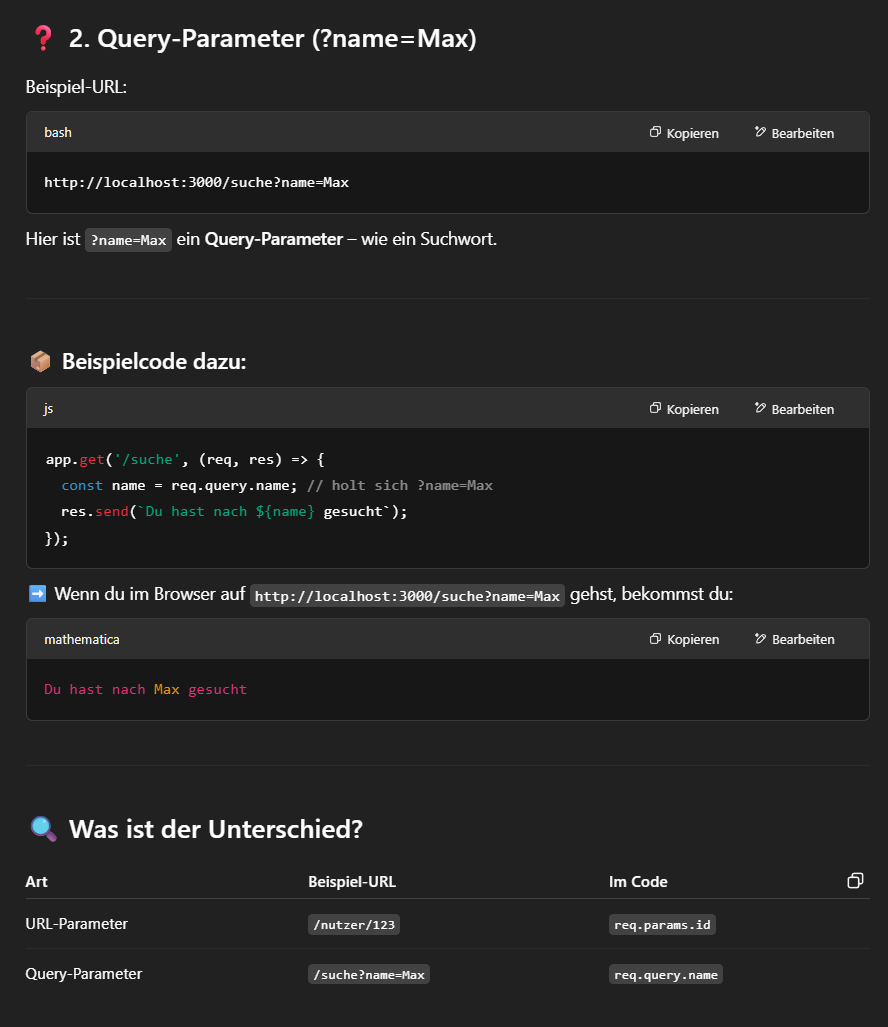 ❓ 2. Query-Parameter (?name=Max)
Beispiel-URL:
bash Kopieren Bearbeiten
http://localhost:3000/suche?name=Max
Hier ist ?name=Max ein Query-Parameter – wie ein Suchwort.
📦 Beispielcode dazu:
js Kopieren Bearbeiten
app.get('/suche', (req, res) => {
  const name = req.query.name; // holt sich ?name=Max
  res.send(`Du hast nach ${name} gesucht`);
});
➡️ Wenn du im Browser auf http://localhost:3000/suche?name=Max gehst, bekommst du:
mathematica Kopieren Bearbeiten
Du hast nach Max gesucht
🔍 Was ist der Unterschied?
Art Beispiel-URL Im Code
URL-Parameter /nutzer/123 req.params.id
Query-Parameter /suche?name=Max req.query.name